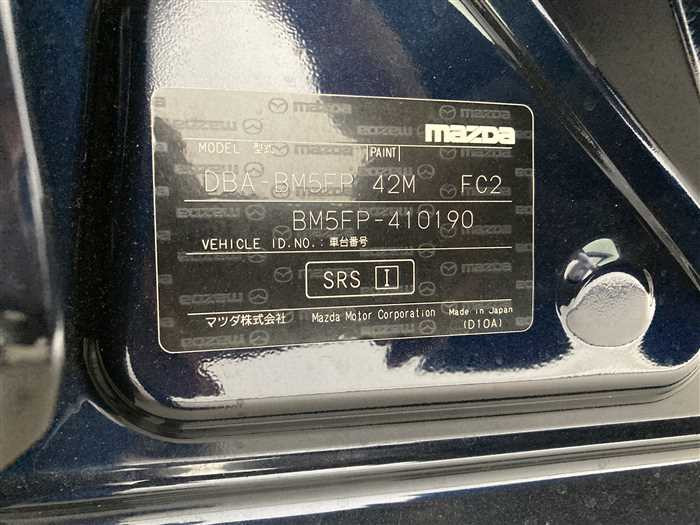 mazda
MODEL 型式 PAINT
DBA-BM5FP 42M FC2
BM5FP-410190
VEHICLE ID.NO.:車台番号
SRS I
マツダ株式会社 Mazda Motor Corporation Made in Japan
(D10A)